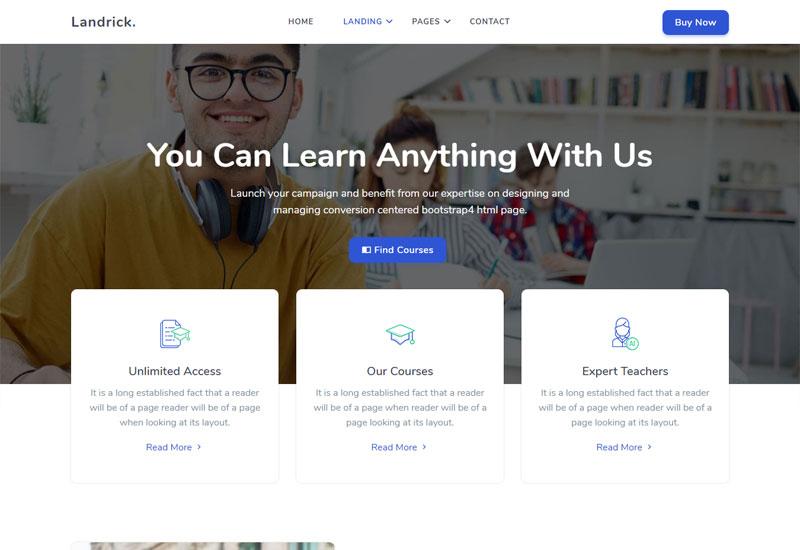 Landrick.
HOME
LANDING
PAGES
CONTACT
Buy Now
You Can Learn Anything With Us
Launch your campaign and benefit from our expertise on designing and
managing conversion centered bootstrap4 html page.
Find Courses
Unlimited Access
It is a long established fact that a reader
will be of a page reader will be of a page
when looking at its layout.
Read More
Our Courses
It is a long established fact that a reader
will be of a page when reader will be of a
page looking at its layout.
Read More
AI
Expert Teachers
It is a long established fact that a reader
will be of a page when reader will be of a
page looking at its layout.
Read More